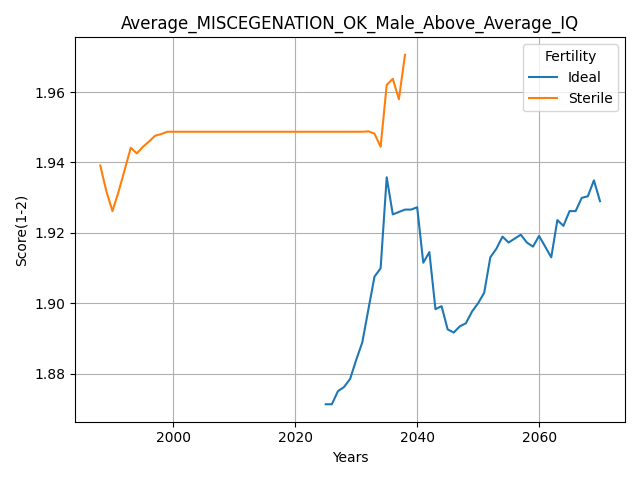 Average_MISCEGENATION_OK_Male_Above_Average_IQ
Fertility
Ideal
Sterile
Score(1-2)
1.96
1.94
1.92
1.90
1.88
2000
2020
2040
2060
Years